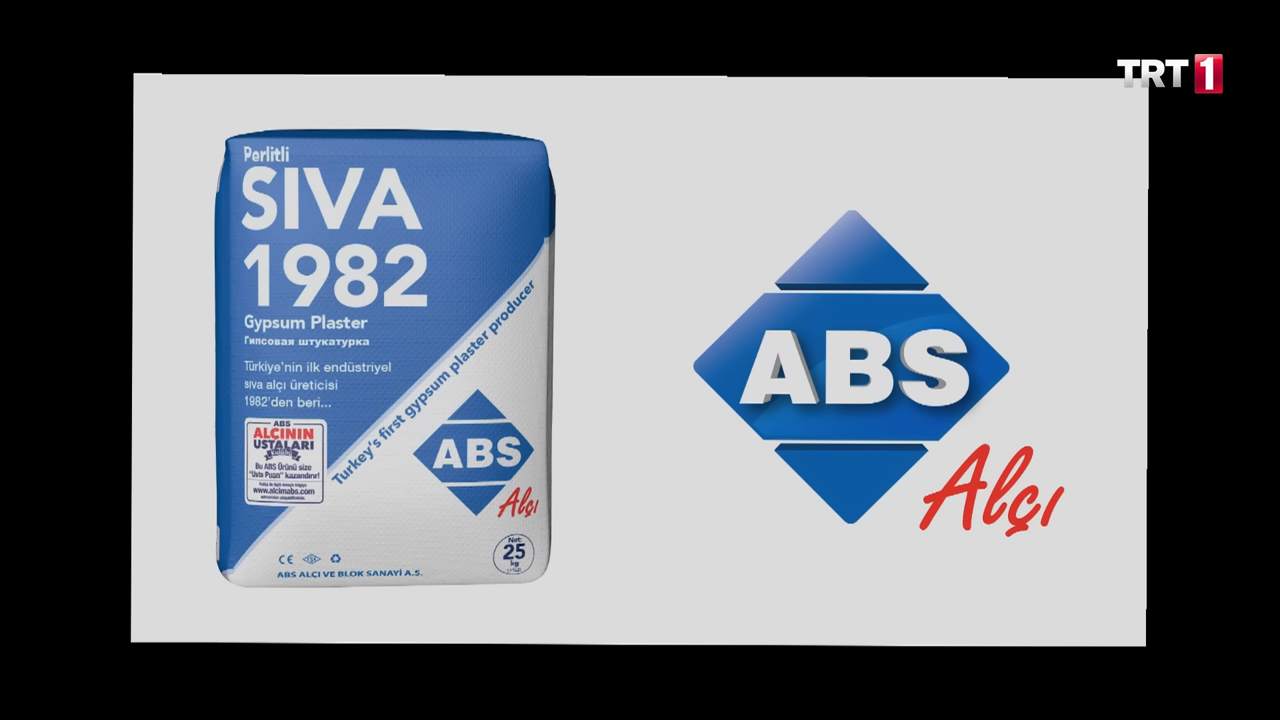 TRT 1
Perlitli
SIVA
1982
Gypsum Plaster
Гипсовая штукатурка
Türkiye'nin ilk endüstriyel
sıva alçı üreticisi
1982'den beri...
Turkey's first gypsum plaster producer
ABS
ALÇININ
USTALARI
Bu ABS Ürünü size
"Usta Puan" kazandırır!
www.alcimabs.com
ABS
Alçı
CE
Net:
25
kg
ABS ALÇI VE BLOK SANAYİ A.Ş.
ABS
Alçı